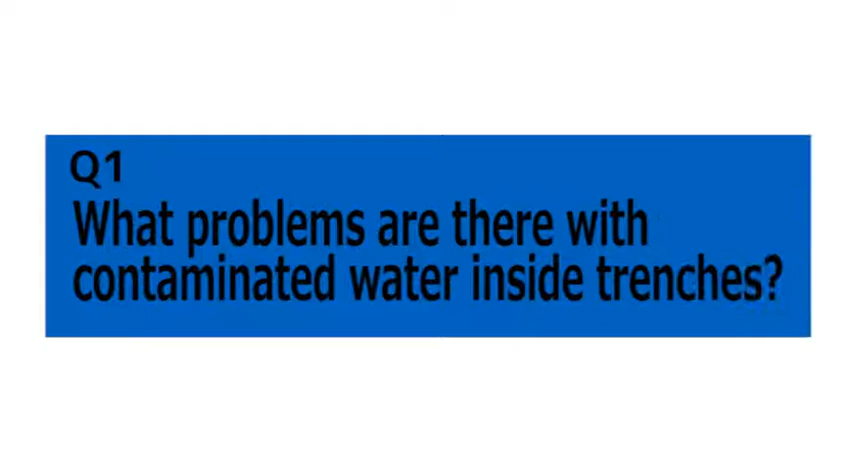 Q1
What problems are there with
contaminated water inside trenches?